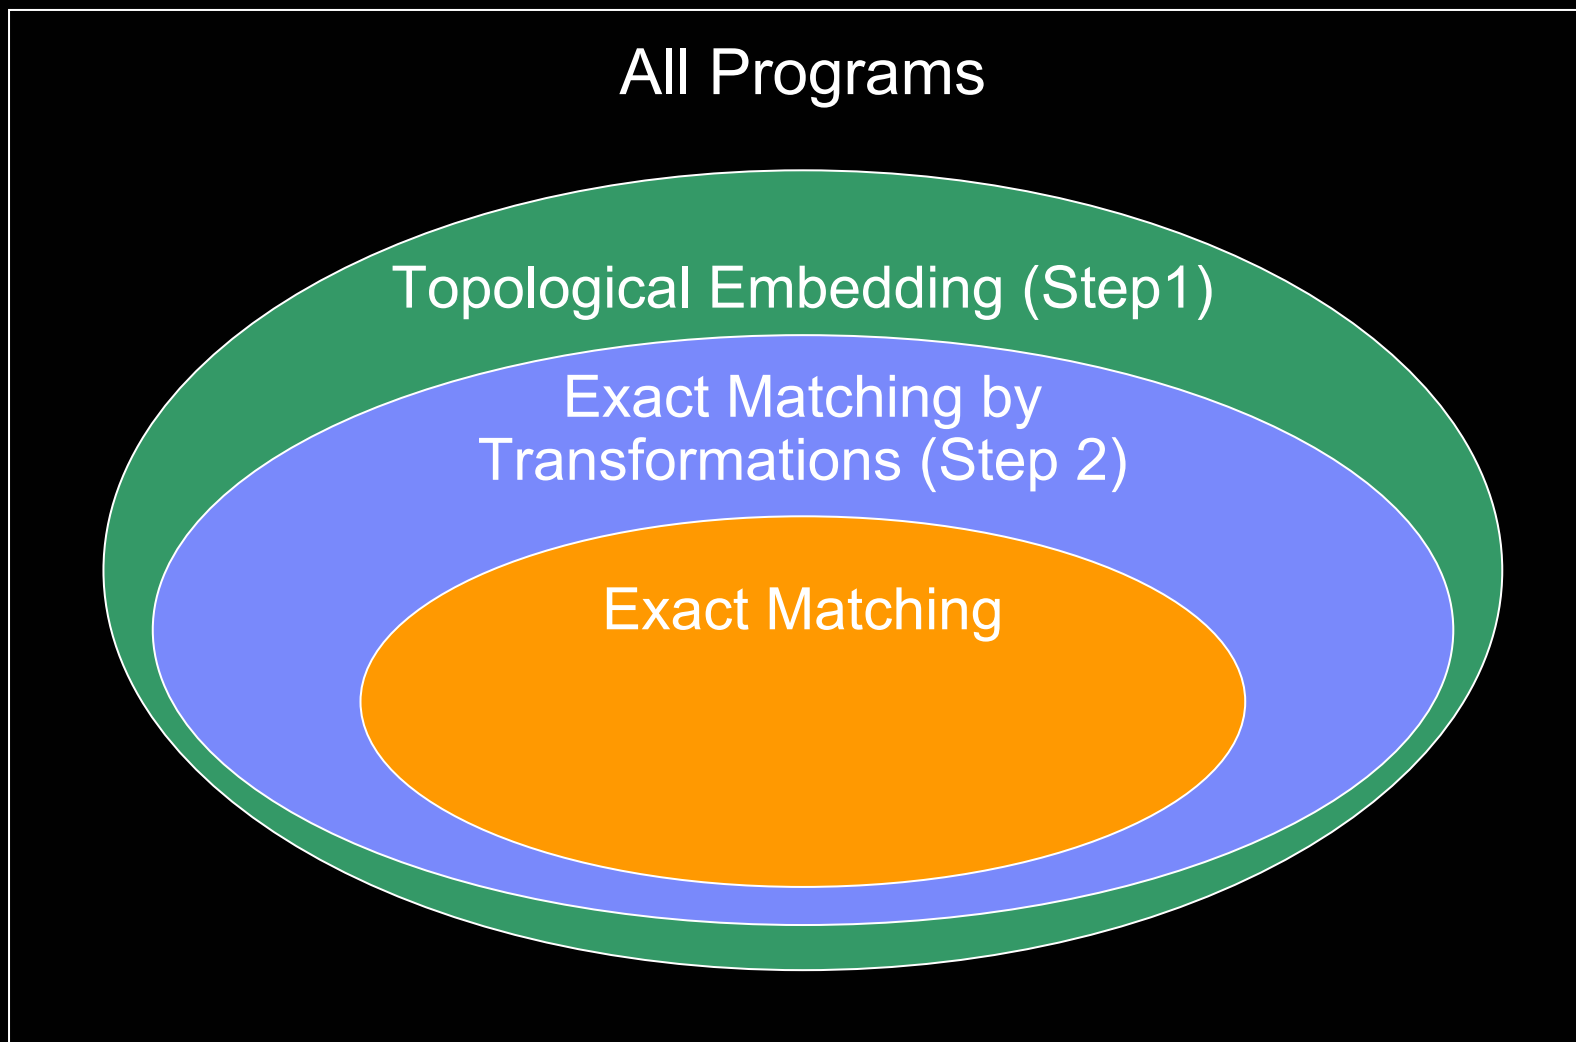 All Programs
Topological Embedding (Step1)
Exact Matching by
Transformations (Step 2)
Exact Matching